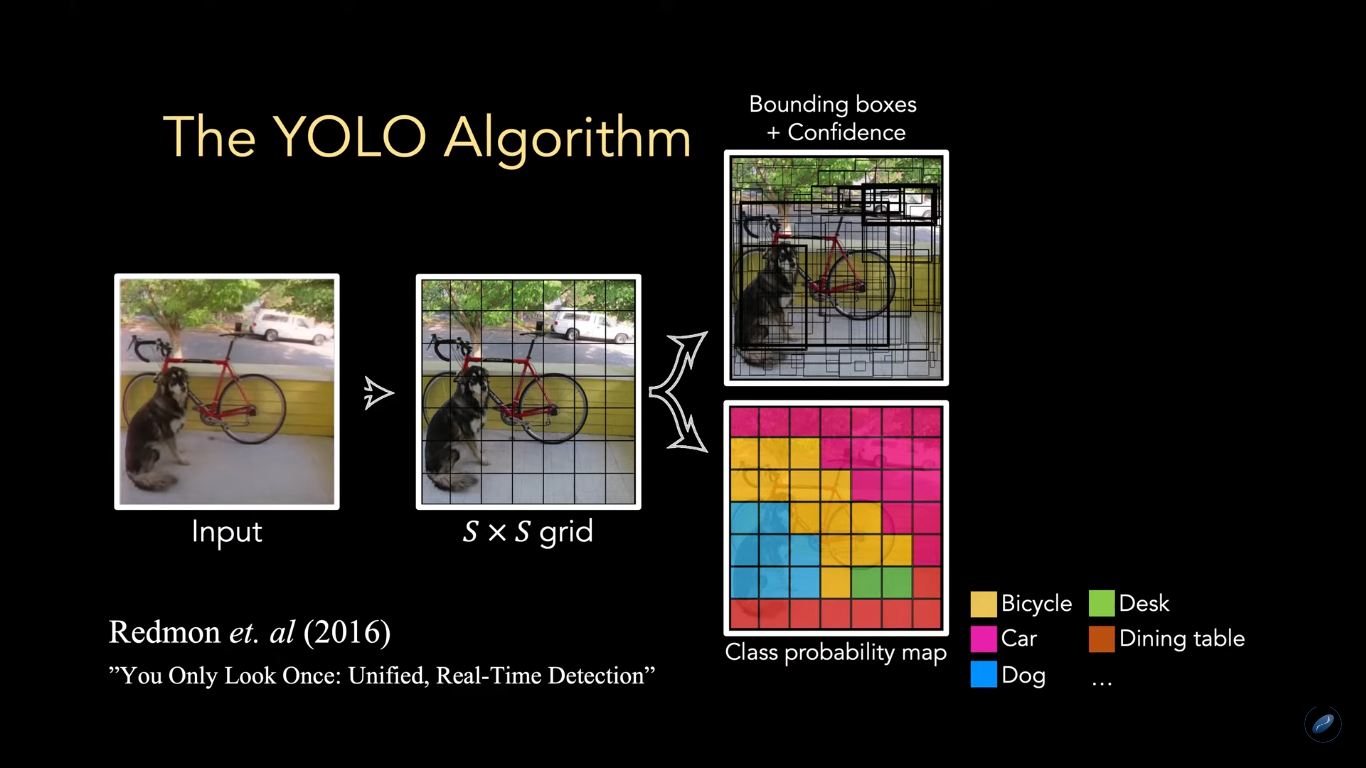 The YOLO Algorithm
Bounding boxes
+ Confidence
Input
S × S grid
Class probability map
Bicycle
Desk
Car
Dining table
Dog
...
Redmon et. al (2016)
”You Only Look Once: Unified, Real-Time Detection”